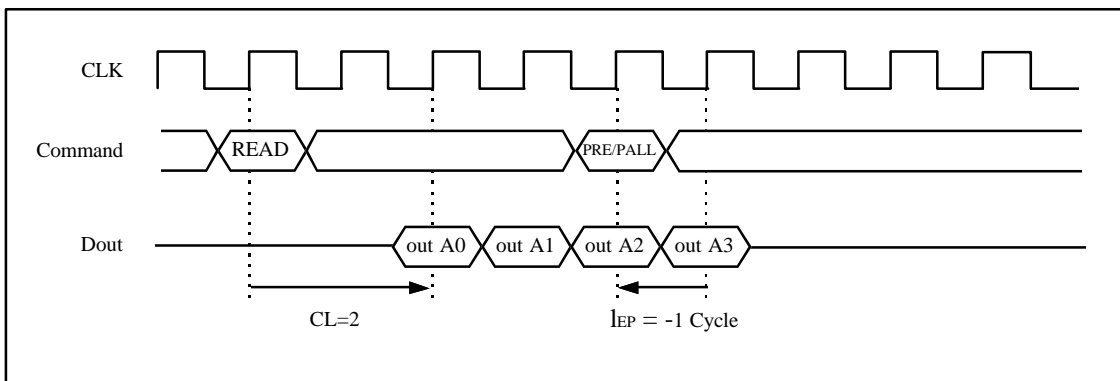 CLK
Command READ PRE/PALL
Dout out A0 out A1 out A2 out A3
CL=2 lEP = -1 Cycle